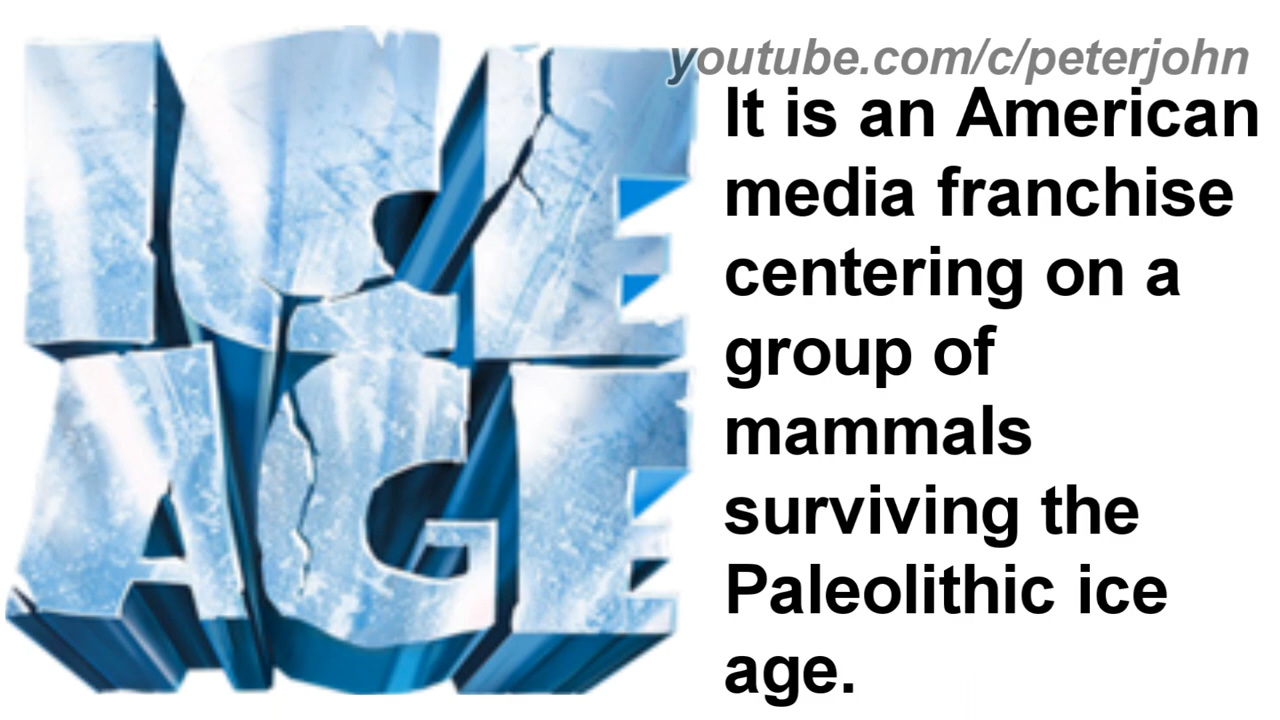 ICE
AGE
youtube.com/c/peterjohn
It is an American
media franchise
centering on a
group of
mammals
surviving the
Paleolithic ice
age.